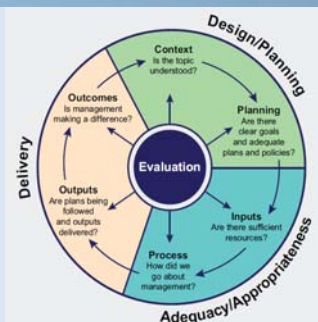 Design/Planning
Context
Is the topic
understood?
Planning
Are there
clear goals
and adequate
plans and policies?
Inputs
Are there sufficient
resources?
Adequacy/Appropriateness
Process
How did we
go about
management?
Outputs
Are plans being
followed
and outputs
delivered?
Delivery
Outcomes
Is management
making a difference?
Evaluation